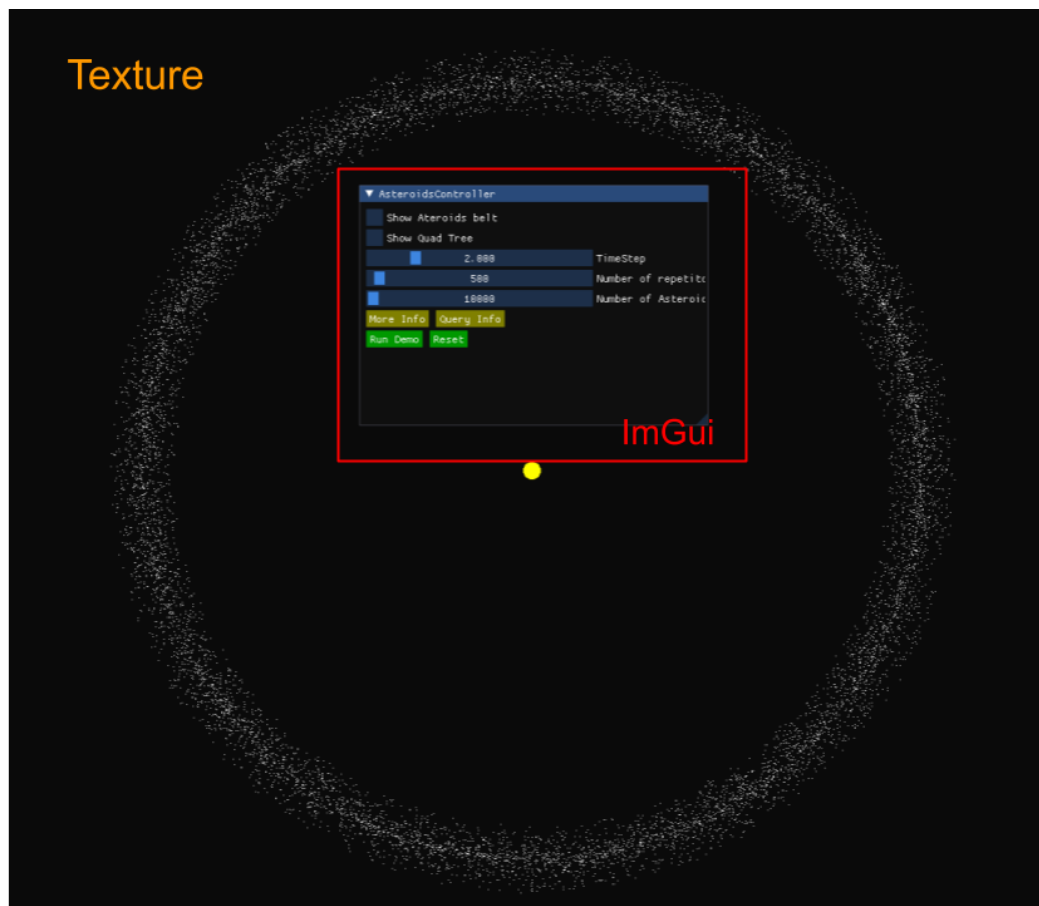 Texture
AsteroidsController
Show Ateroids belt
Show Quad Tree
2.000 TimeStep
500 Number of repetito
10000 Number of Asteroid
More Info Query Info
Run Demo Reset
ImGui